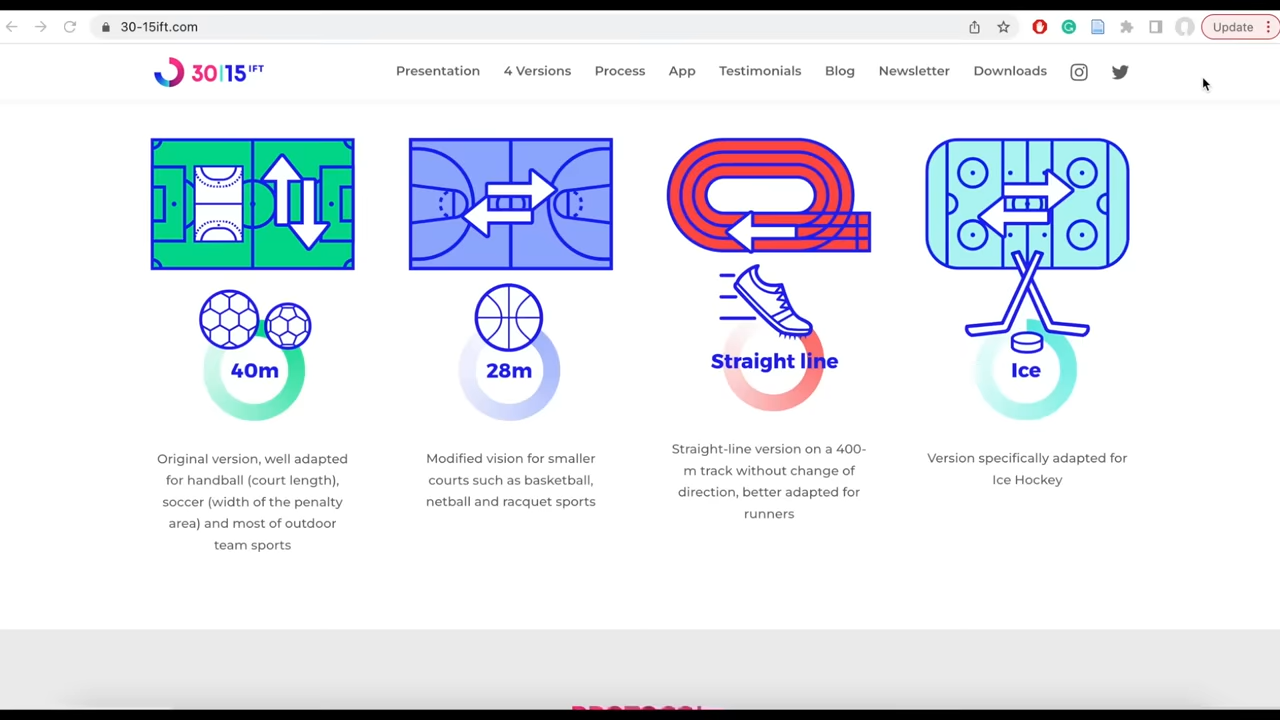 30-15ift.com
Update
30|15 IFT
Presentation
4 Versions
Process
App
Testimonials
Blog
Newsletter
Downloads
40m
28m
Straight line
Ice
Original version, well adapted
for handball (court length),
soccer (width of the penalty
area) and most of outdoor
team sports
Modified vision for smaller
courts such as basketball,
netball and racquet sports
Straight-line version on a 400-
m track without change of
direction, better adapted for
runners
Version specifically adapted for
Ice Hockey